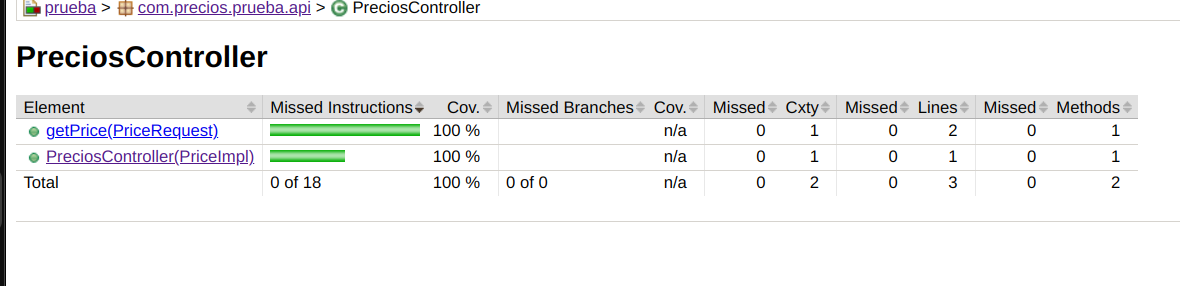 prueba > com.precios.prueba.api > PreciosController
PreciosController
Element Missed Instructions Cov. Missed Branches Cov. Missed Cxty Missed Lines Missed Methods
getPrice(PriceRequest) 100 % n/a 0 1 0 2 0 1
PreciosController(PriceImpl) 100 % n/a 0 1 0 1 0 1
Total 0 of 18 100 % 0 of 0 n/a 0 2 0 3 0 2